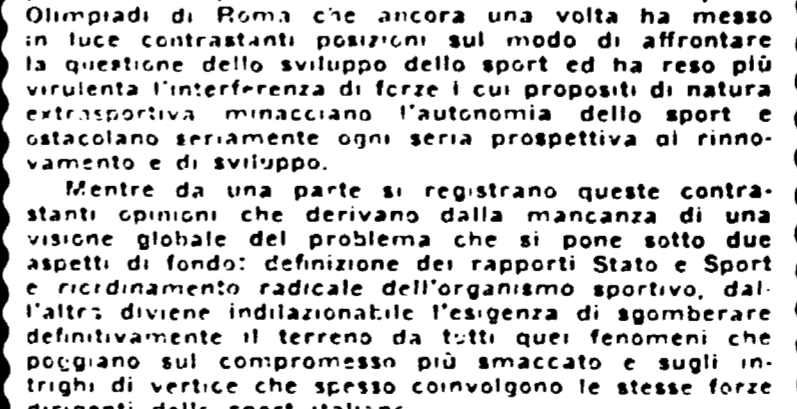 Olimpiadi di Roma che ancora una volta ha messo
in luce contrastanti posizioni sul modo di affrontare
la questione dello sviluppo dello sport ed ha reso più
virulenta l'interferenza di forze i cui propositi di natura
extrasportiva minacciano l'autonomia dello sport e
ostacolano seriamente ogni seria prospettiva al rinno-
vamento e di sviluppo.
Mentre da una parte si registrano queste contra-
stanti opinioni che derivano dalla mancanza di una
visione globale del problema che si pone sotto due
aspetti di fondo: definizione dei rapporti Stato e Sport
e riordinamento radicale dell'organismo sportivo, dal-
l'altra diviene indilazionabile l'esigenza di sgomberare
definitivamente il terreno da tutti quei fenomeni che
poggiano sul compromesso più smaccato e sugli in-
trighi di vertice che spesso coinvolgono le stesse forze
dirigenti dello sport italiano